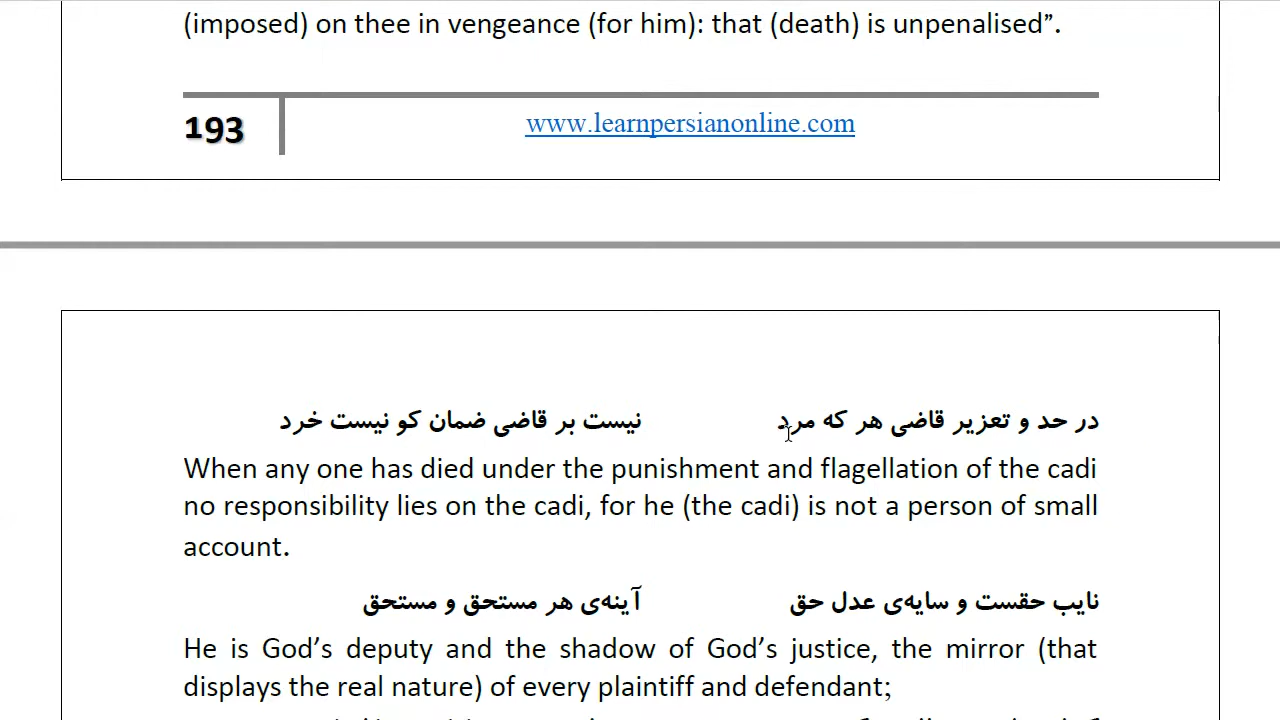 (imposed) on thee in vengeance (for him): that (death) is unpenalised”.
193 www.learnpersianonline.com
در حد و تعزیر قاضی هر که مرد نیست بر قاضی ضمان کو نیست خرد
When any one has died under the punishment and flagellation of the cadi
no responsibility lies on the cadi, for he (the cadi) is not a person of small
account.
نایب حقست و سایه‌ی عدل حق آینه‌ی هر مستحق و مستحق
He is God’s deputy and the shadow of God’s justice, the mirror (that
displays the real nature) of every plaintiff and defendant;